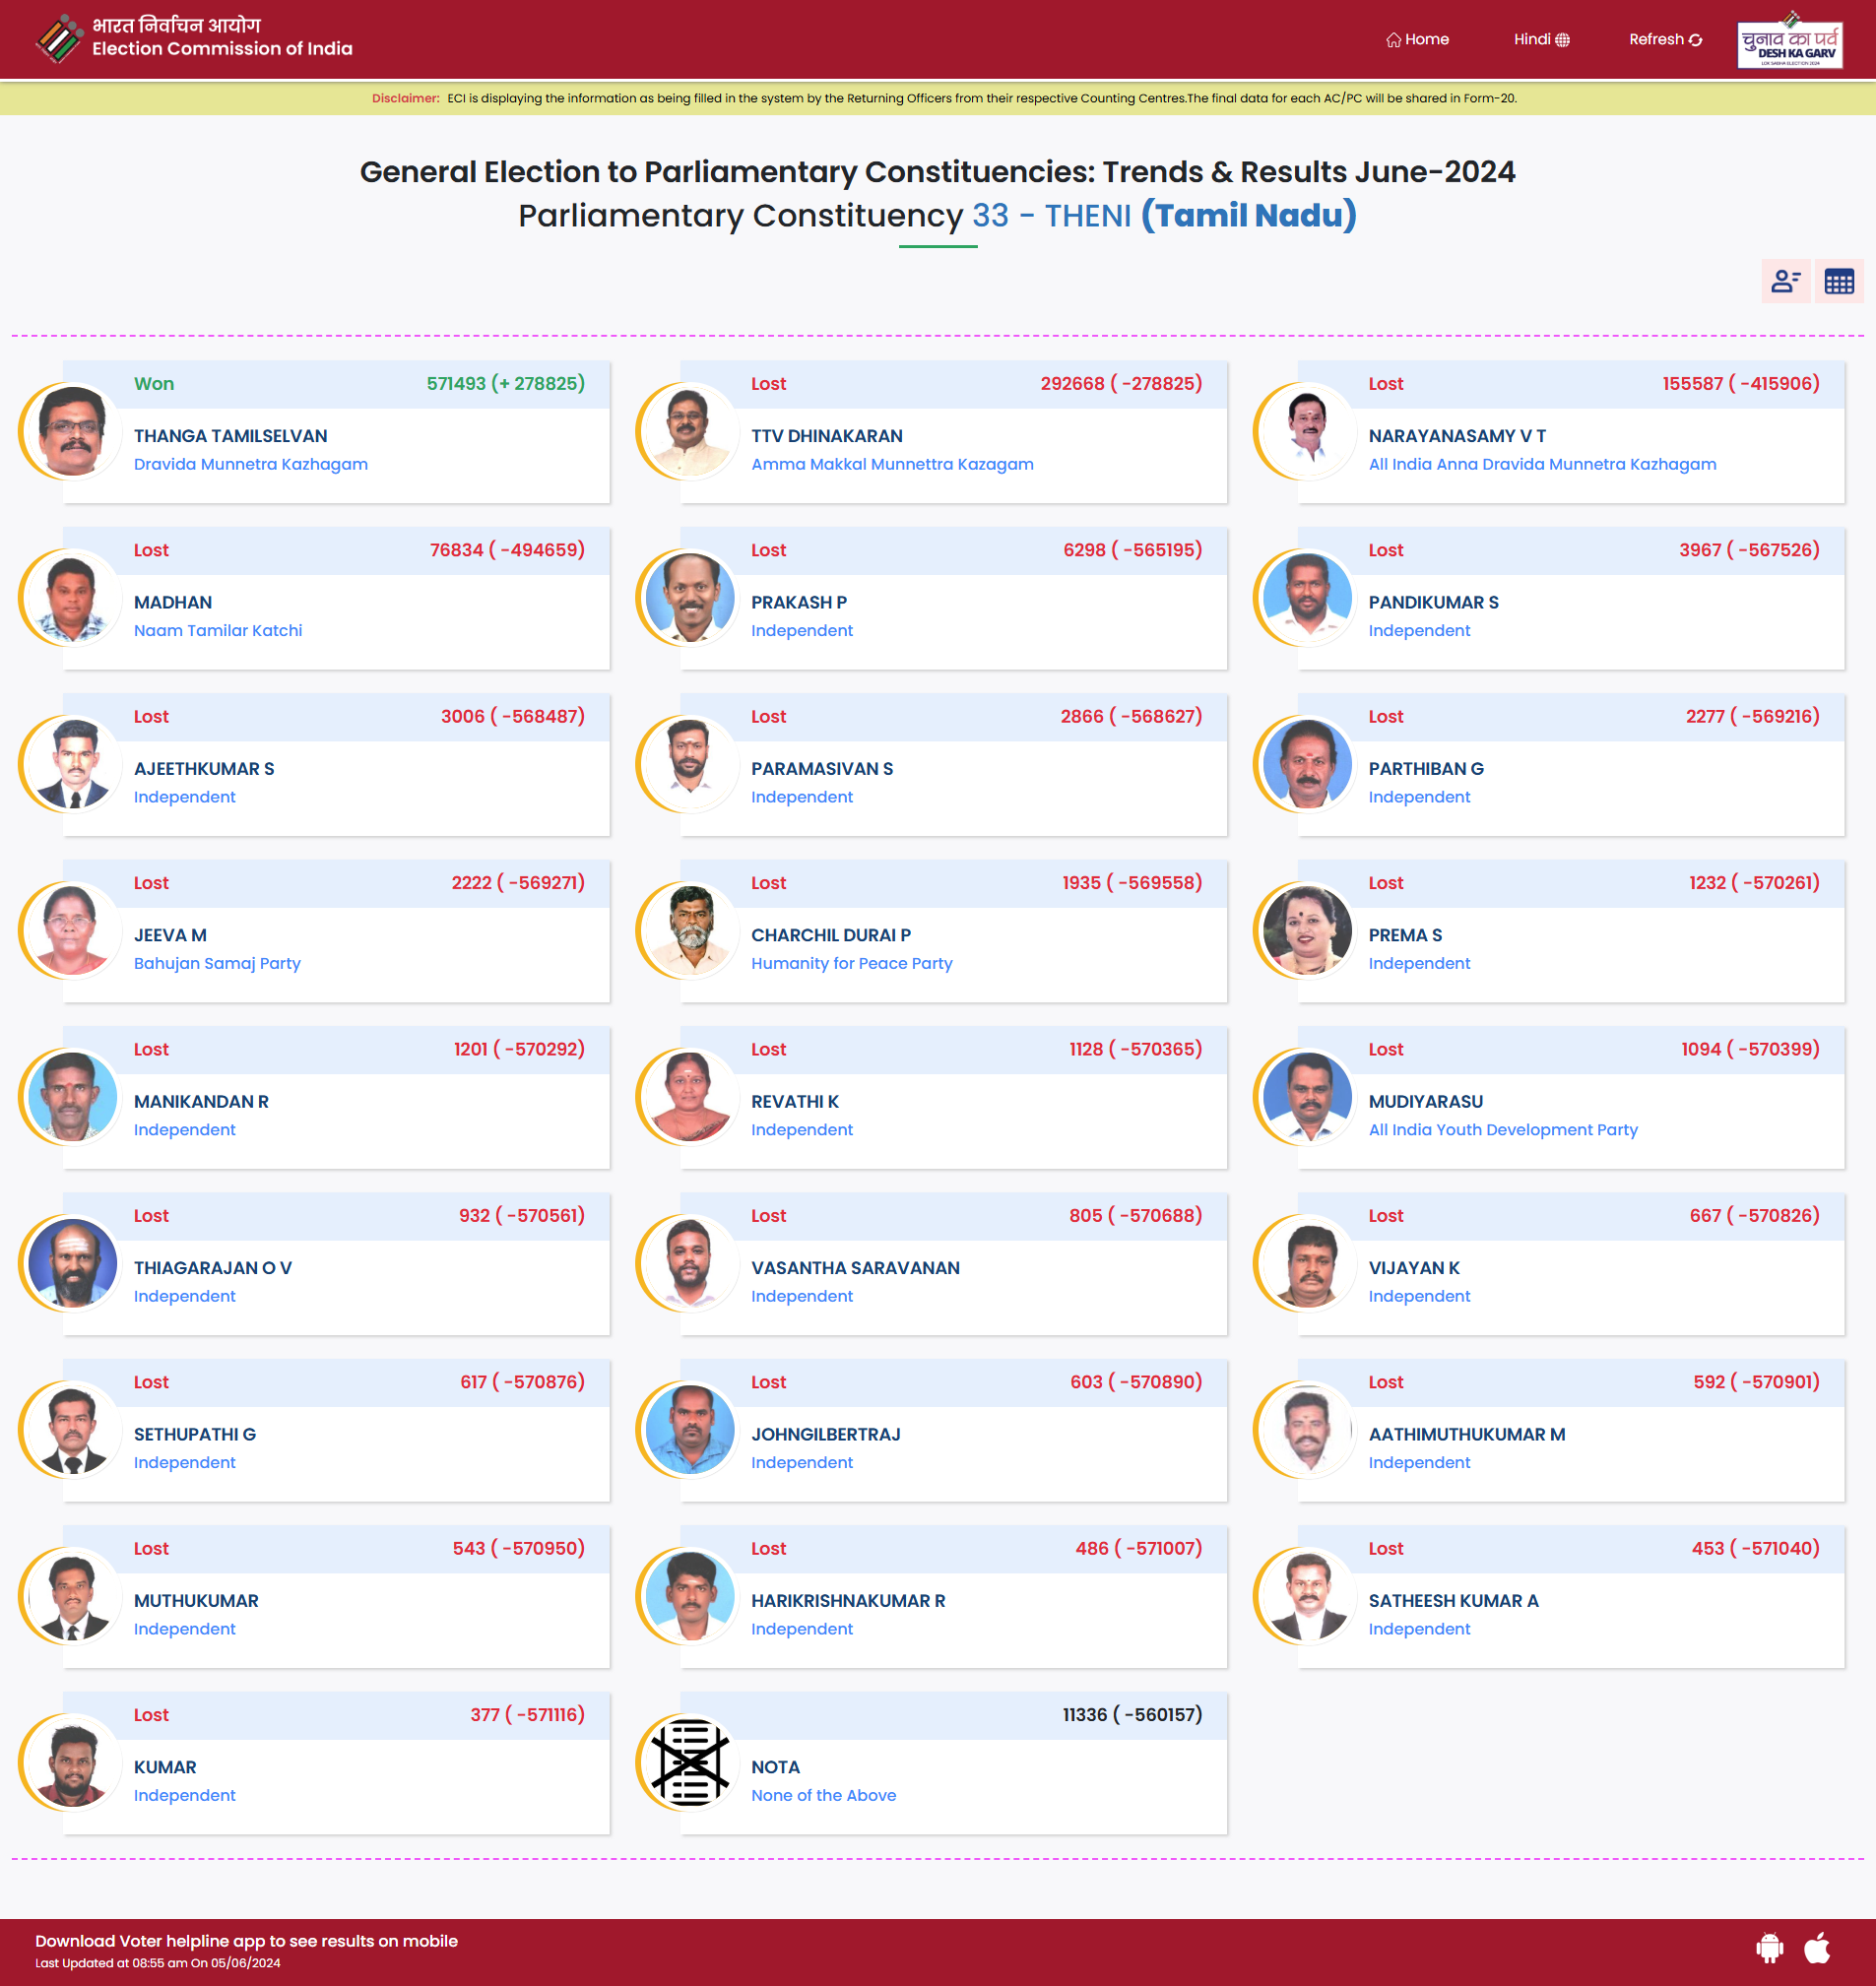 भारत निर्वाचन आयोग
Election Commission of India
Home
Hindi
Refresh
चुनाव का पर्व
DESH KA GARV
LOK SABHA ELECTION 2024
Disclaimer: ECI is displaying the information as being filled in the system by the Returning Officers from their respective Counting Centres.The final data for each AC/PC will be shared in Form-20.
General Election to Parliamentary Constituencies: Trends & Results June-2024
Parliamentary Constituency 33 - THENI (Tamil Nadu)
Won 571493 (+ 278825)
THANGA TAMILSELVAN
Dravida Munnetra Kazhagam
Lost 292668 ( -278825)
TTV DHINAKARAN
Amma Makkal Munnettra Kazagam
Lost 155587 ( -415906)
NARAYANASAMY V T
All India Anna Dravida Munnetra Kazhagam
Lost 76834 ( -494659)
MADHAN
Naam Tamilar Katchi
Lost 6298 ( -565195)
PRAKASH P
Independent
Lost 3967 ( -567526)
PANDIKUMAR S
Independent
Lost 3006 ( -568487)
AJEETHKUMAR S
Independent
Lost 2866 ( -568627)
PARAMASIVAN S
Independent
Lost 2277 ( -569216)
PARTHIBAN G
Independent
Lost 2222 ( -569271)
JEEVA M
Bahujan Samaj Party
Lost 1935 ( -569558)
CHARCHIL DURAI P
Humanity for Peace Party
Lost 1232 ( -570261)
PREMA S
Independent
Lost 1201 ( -570292)
MANIKANDAN R
Independent
Lost 1128 ( -570365)
REVATHI K
Independent
Lost 1094 ( -570399)
MUDIYARASU
All India Youth Development Party
Lost 932 ( -570561)
THIAGARAJAN O V
Independent
Lost 805 ( -570688)
VASANTHA SARAVANAN
Independent
Lost 667 ( -570826)
VIJAYAN K
Independent
Lost 617 ( -570876)
SETHUPATHI G
Independent
Lost 603 ( -570890)
JOHNGILBERTRAJ
Independent
Lost 592 ( -570901)
AATHIMUTHUKUMAR M
Independent
Lost 543 ( -570950)
MUTHUKUMAR
Independent
Lost 486 ( -571007)
HARIKRISHNAKUMAR R
Independent
Lost 453 ( -571040)
SATHEESH KUMAR A
Independent
Lost 377 ( -571116)
KUMAR
Independent
11336 ( -560157)
NOTA
None of the Above
Download Voter helpline app to see results on mobile
Last Updated at 08:55 am On 05/06/2024